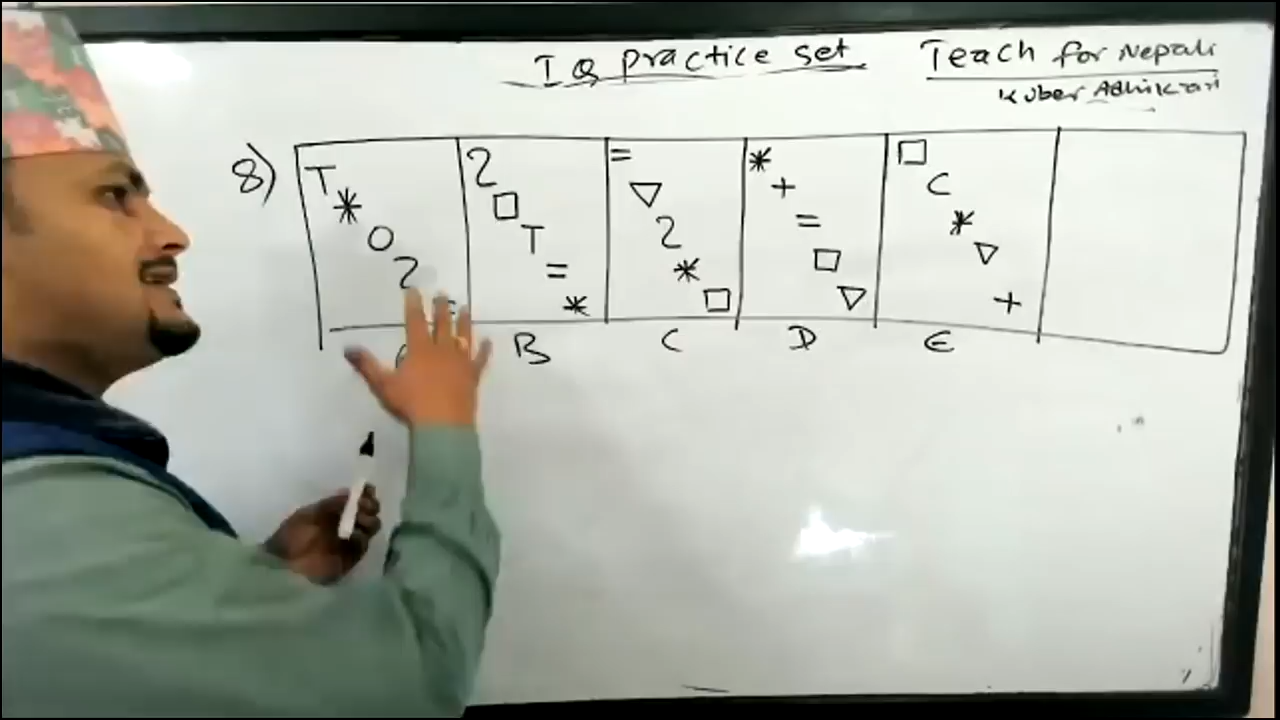 IQ practice set
Teach for Nepali
Kuber Adhikari
8)
T * O 2 =
2 □ T = *
= ▽ 2 * □
* + = □ ▽
□ C * ▽ +
B C D E